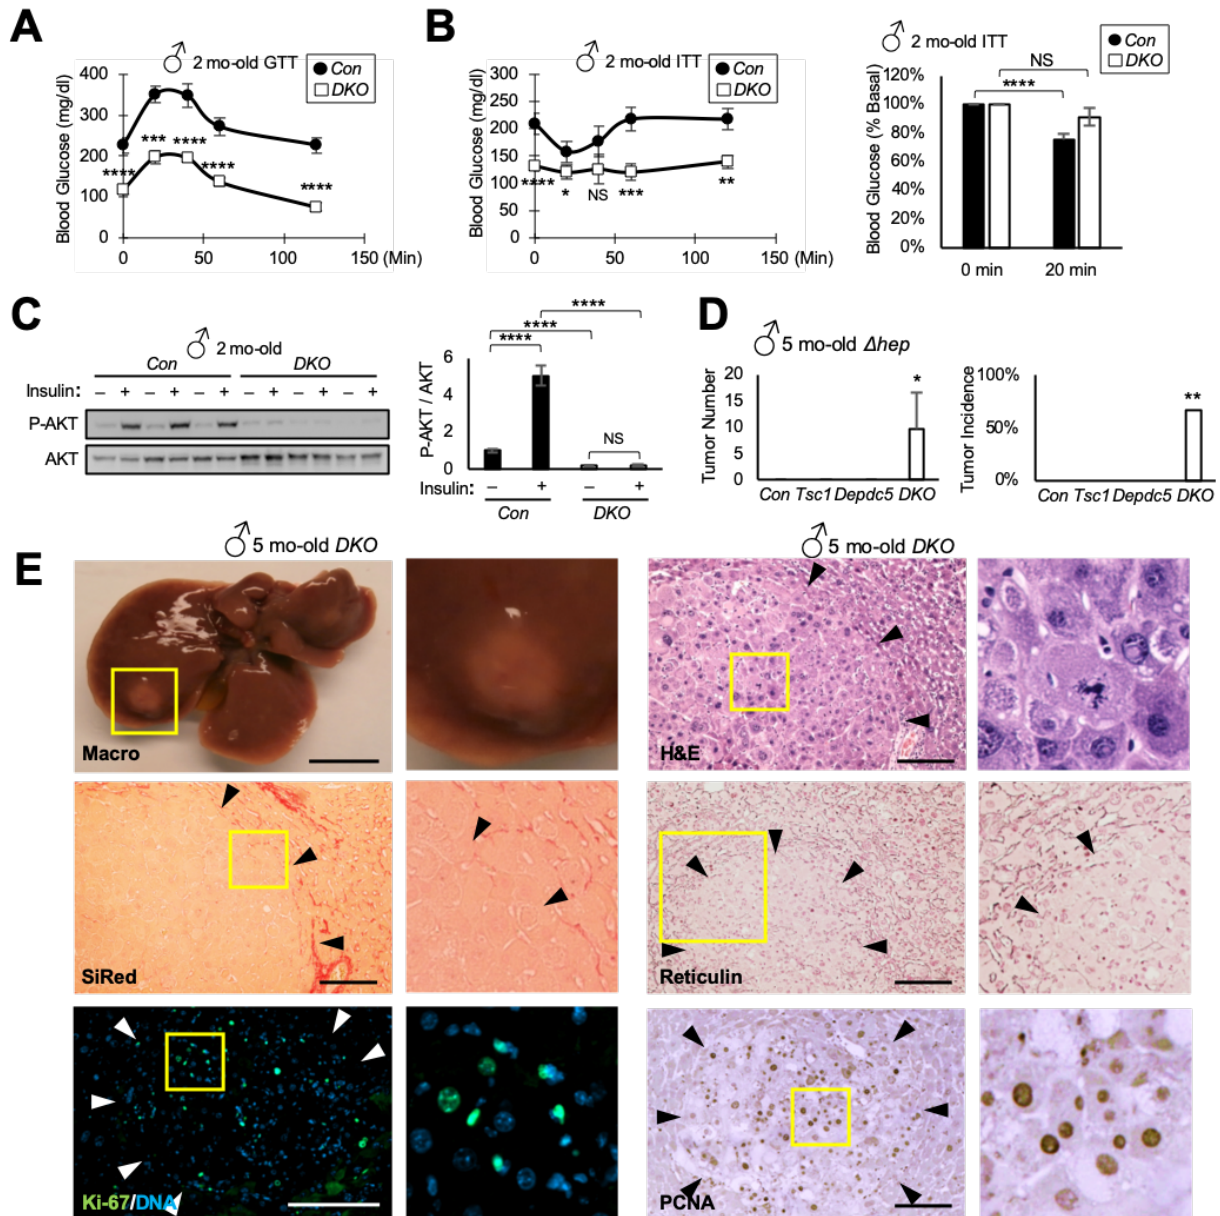 A
♂ 2 mo-old GTT
Con
DKO
Blood Glucose (mg/dl)
400
300
200
100
0
***
****
****
****
****
0 50 100 150 (Min)
B
♂ 2 mo-old ITT
Con
DKO
Blood Glucose (mg/dl)
300
250
200
150
100
50
0
****
*
NS
***
**
0 50 100 150 (Min)
♂ 2 mo-old ITT
Con
DKO
NS
****
Blood Glucose (% Basal)
120%
100%
80%
60%
40%
20%
0%
0 min 20 min
C
♂ 2 mo-old
Con DKO
Insulin: – + – + – + – + – + – +
P-AKT
AKT
****
****
****
NS
P-AKT / AKT
6
4
2
0
Insulin: – + – +
Con DKO
D
♂ 5 mo-old Δhep
Tumor Number
20
15
10
5
0
*
Con Tsc1 Depdc5 DKO
Tumor Incidence
100%
50%
0%
**
Con Tsc1 Depdc5 DKO
E
♂ 5 mo-old DKO
♂ 5 mo-old DKO
Macro
H&E
SiRed
Reticulin
Ki-67/DNA
PCNA